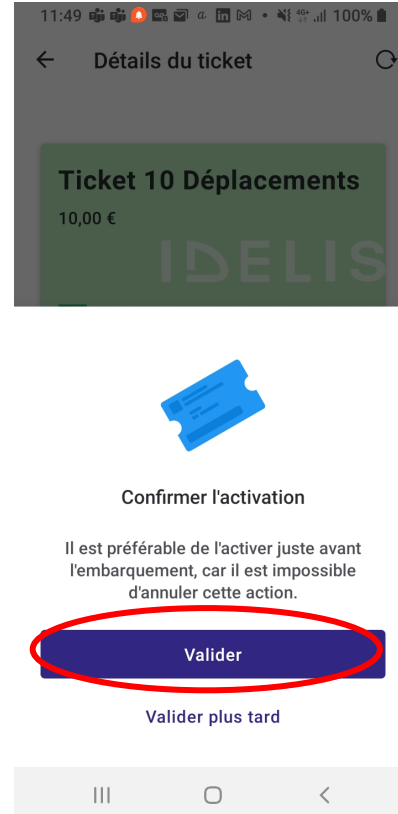 11:49 100%
Détails du ticket
Ticket 10 Déplacements
10,00 €
IDELIS
Confirmer l'activation
Il est préférable de l'activer juste avant
l'embarquement, car il est impossible
d'annuler cette action.
Valider
Valider plus tard